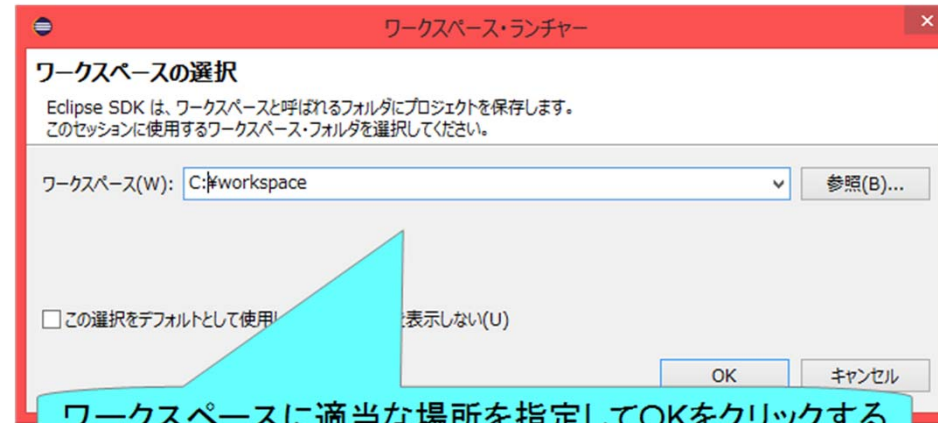 ワークスペース・ランチャー
ワークスペースの選択
Eclipse SDK は、ワークスペースと呼ばれるフォルダにプロジェクトを保存します。
このセッションに使用するワークスペース・フォルダを選択してください。
ワークスペース(W): C:¥workspace 参照(B)...
この選択をデフォルトとして使用し 表示しない(U)
OK キャンセル
ワークスペースに適当な場所を指定してOKをクリックする